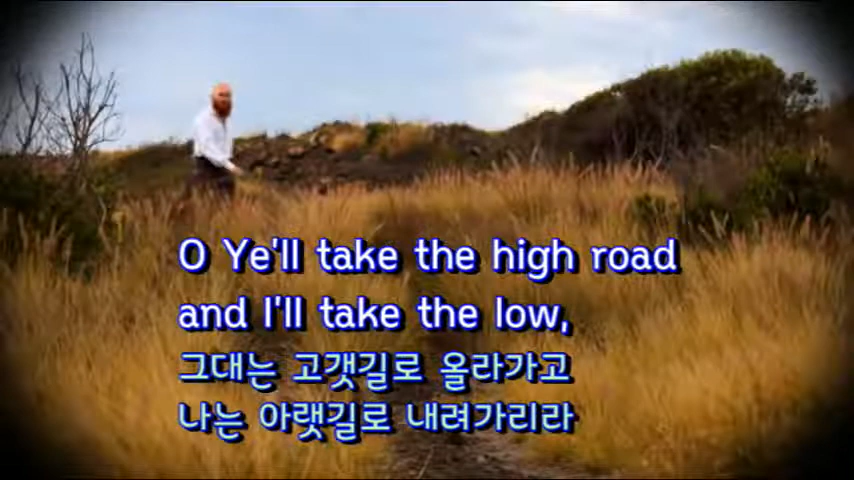 O Ye'll take the high road
and I'll take the low,
그대는 고갯길로 올라가고
나는 아랫길로 내려가리라